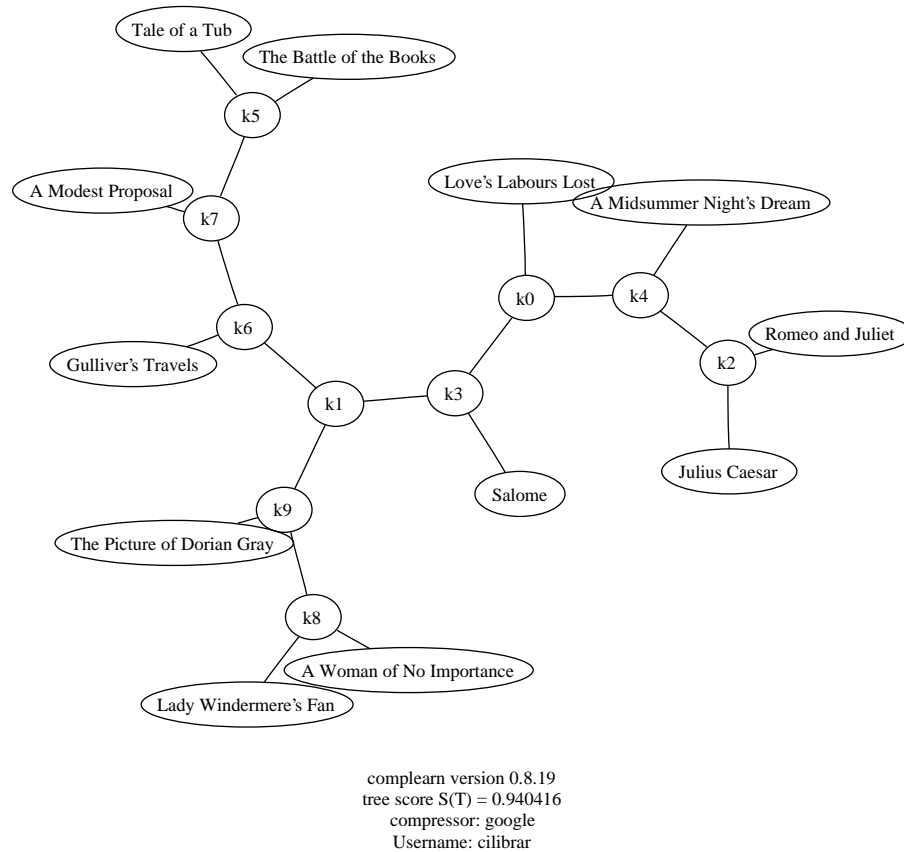 Tale of a Tub
The Battle of the Books
k5
A Modest Proposal
Love's Labours Lost
A Midsummer Night's Dream
k7
k0
k4
k6
Romeo and Juliet
Gulliver's Travels
k2
k1
k3
Julius Caesar
Salome
k9
The Picture of Dorian Gray
k8
A Woman of No Importance
Lady Windermere's Fan
complearn version 0.8.19
tree score S(T) = 0.940416
compressor: google
Username: cilibrar